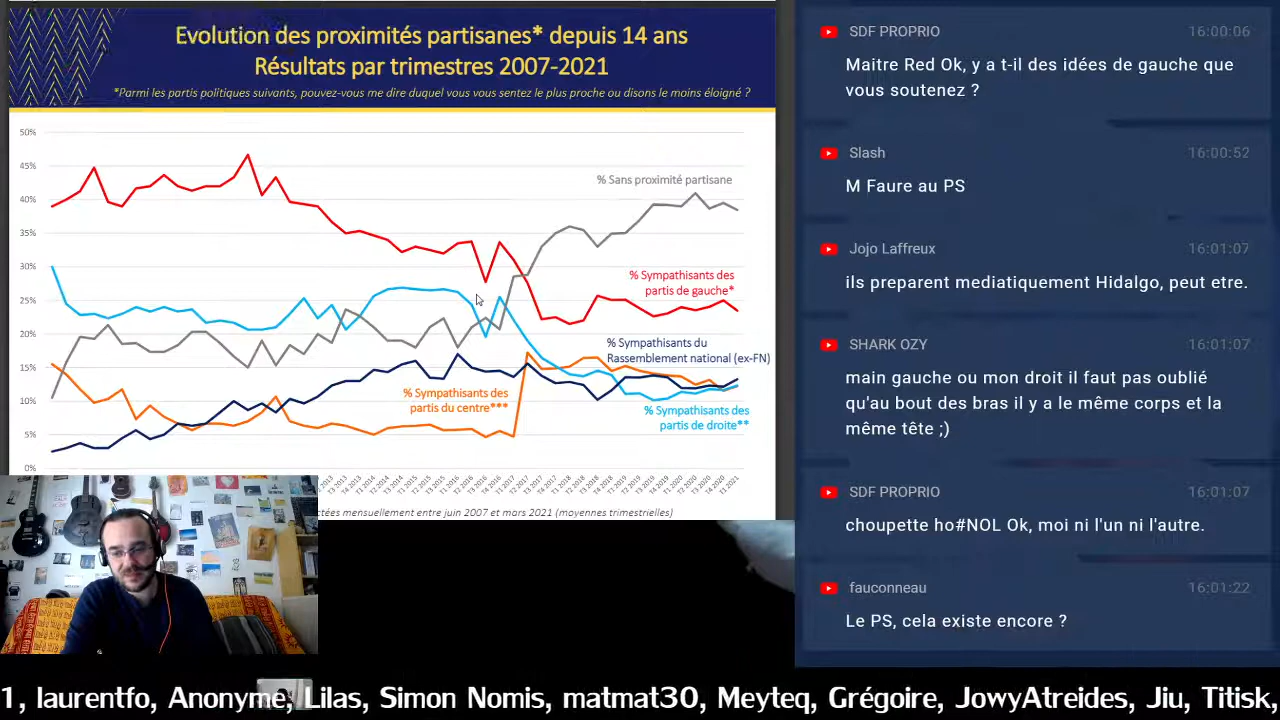 Evolution des proximités partisanes* depuis 14 ans
Résultats par trimestres 2007-2021
*Parmi les partis politiques suivants, pouvez-vous me dire duquel vous vous sentez le plus proche ou disons le moins éloigné ?
50%
45%
40%
35%
30%
25%
20%
15%
10%
5%
0%
% Sans proximité partisane
% Sympathisants des
partis de gauche*
% Sympathisants du
Rassemblement national (ex-FN)
% Sympathisants des
partis du centre***
% Sympathisants des
partis de droite**
ctées mensuellement entre juin 2007 et mars 2021 (moyennes trimestrielles)
SDF PROPRIO 16:00:06
Maitre Red Ok, y a t-il des idées de gauche que
vous soutenez ?
Slash 16:00:52
M Faure au PS
Jojo Laffreux 16:01:07
ils preparent mediatiquement Hidalgo, peut etre.
SHARK OZY 16:01:07
main gauche ou mon droit il faut pas oublié
qu'au bout des bras il y a le même corps et la
même tête ;)
SDF PROPRIO 16:01:07
choupette ho#NOL Ok, moi ni l'un ni l'autre.
fauconneau 16:01:22
Le PS, cela existe encore ?
1, laurentfo, Anonyme, Lilas, Simon Nomis, matmat30, Meyteq, Grégoire, JowyAtreides, Jiu, Titisk,